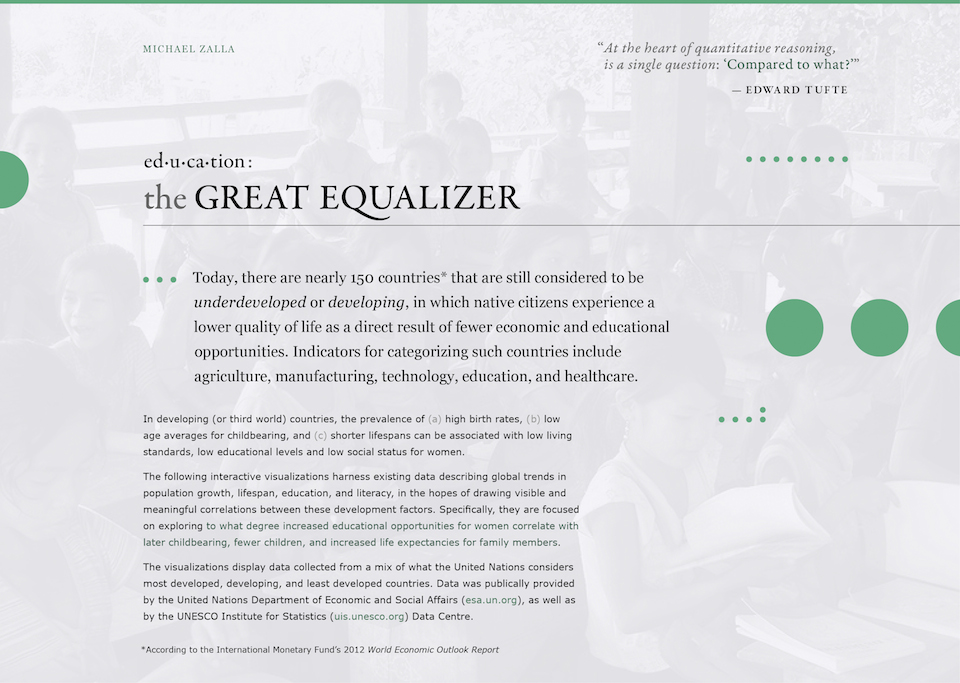 MICHAEL ZALLA
“At the heart of quantitative reasoning,
is a single question: ‘Compared to what?’”
— EDWARD TUFTE
ed·u·ca·tion:
the GREAT EQUALIZER
Today, there are nearly 150 countries* that are still considered to be
underdeveloped or developing, in which native citizens experience a
lower quality of life as a direct result of fewer economic and educational
opportunities. Indicators for categorizing such countries include
agriculture, manufacturing, technology, education, and healthcare.
In developing (or third world) countries, the prevalence of (a) high birth rates, (b) low
age averages for childbearing, and (c) shorter lifespans can be associated with low living
standards, low educational levels and low social status for women.
The following interactive visualizations harness existing data describing global trends in
population growth, lifespan, education, and literacy, in the hopes of drawing visible and
meaningful correlations between these development factors. Specifically, they are focused
on exploring to what degree increased educational opportunities for women correlate with
later childbearing, fewer children, and increased life expectancies for family members.
The visualizations display data collected from a mix of what the United Nations considers
most developed, developing, and least developed countries. Data was publically provided
by the United Nations Department of Economic and Social Affairs (esa.un.org), as well as
by the UNESCO Institute for Statistics (uis.unesco.org) Data Centre.
*According to the International Monetary Fund’s 2012 World Economic Outlook Report